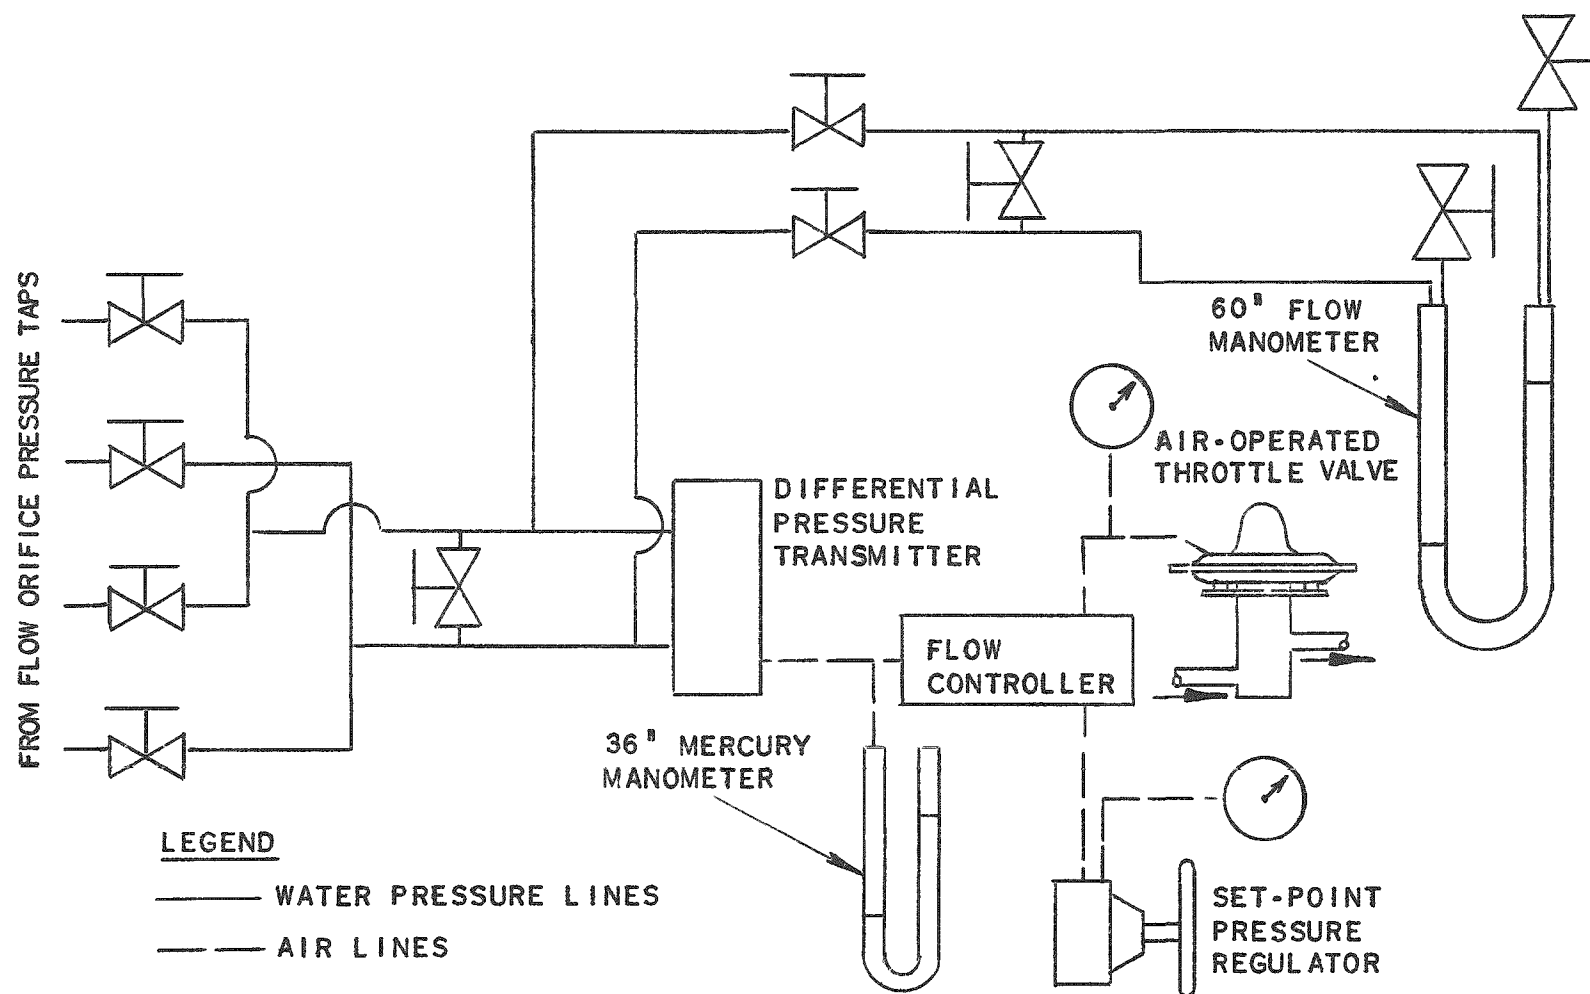 FROM FLOW ORIFICE PRESSURE TAPS
60" FLOW
MANOMETER
AIR-OPERATED
THROTTLE VALVE
DIFFERENTIAL
PRESSURE
TRANSMITTER
FLOW
CONTROLLER
36" MERCURY
MANOMETER
LEGEND
WATER PRESSURE LINES
AIR LINES
SET-POINT
PRESSURE
REGULATOR